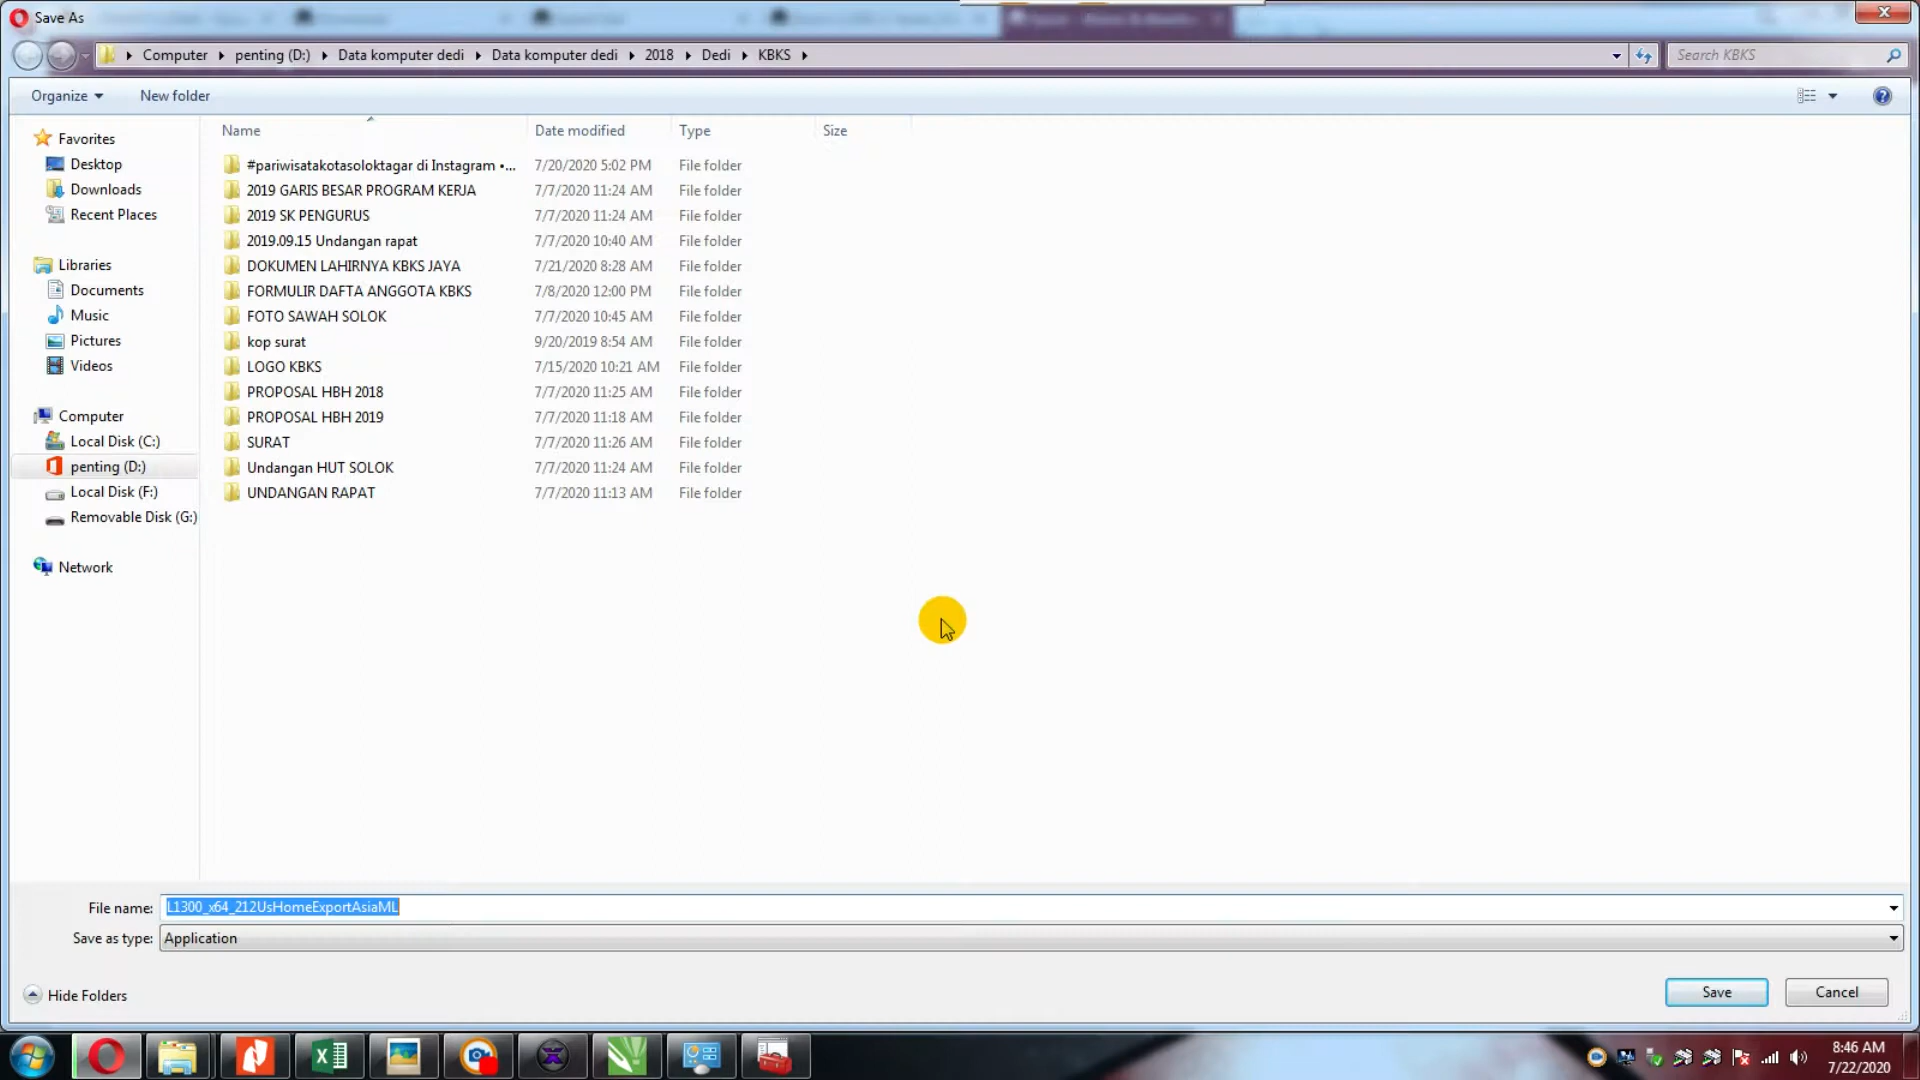 Save As
Computer
penting (D:)
Data komputer dedi
Data komputer dedi
2018
Dedi
KBKS
Search KBKS
Organize
New folder
Name
Date modified
Type
Size
#pariwisatakotasoloktagar di Instagram •... 7/20/2020 5:02 PM File folder
2019 GARIS BESAR PROGRAM KERJA 7/7/2020 11:24 AM File folder
2019 SK PENGURUS 7/7/2020 11:24 AM File folder
2019.09.15 Undangan rapat 7/7/2020 10:40 AM File folder
DOKUMEN LAHIRNYA KBKS JAYA 7/21/2020 8:28 AM File folder
FORMULIR DAFTA ANGGOTA KBKS 7/8/2020 12:00 PM File folder
FOTO SAWAH SOLOK 7/7/2020 10:45 AM File folder
kop surat 9/20/2019 8:54 AM File folder
LOGO KBKS 7/15/2020 10:21 AM File folder
PROPOSAL HBH 2018 7/7/2020 11:25 AM File folder
PROPOSAL HBH 2019 7/7/2020 11:18 AM File folder
SURAT 7/7/2020 11:26 AM File folder
Undangan HUT SOLOK 7/7/2020 11:24 AM File folder
UNDANGAN RAPAT 7/7/2020 11:13 AM File folder
Favorites
Desktop
Downloads
Recent Places
Libraries
Documents
Music
Pictures
Videos
Computer
Local Disk (C:)
penting (D:)
Local Disk (F:)
Removable Disk (G:)
Network
File name: L1300_x64_212UsHomeExportAsiaML
Save as type: Application
Hide Folders
Save
Cancel
8:46 AM
7/22/2020